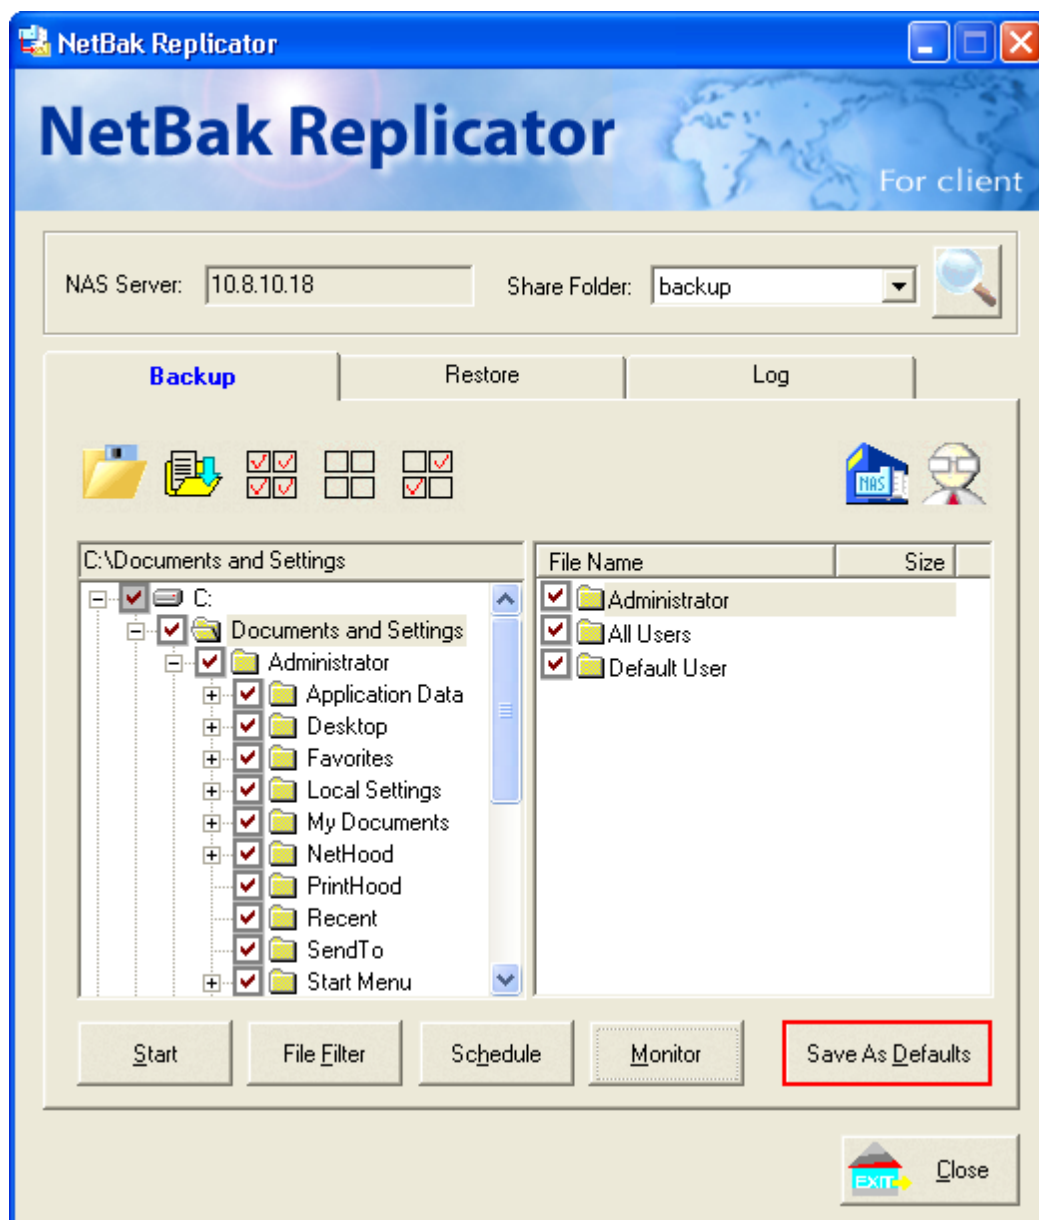 NetBak Replicator
NetBak Replicator
For client
NAS Server: 10.8.10.18 Share Folder: backup
Backup Restore Log
NAS
C:\Documents and Settings
C:
Documents and Settings
Administrator
Application Data
Desktop
Favorites
Local Settings
My Documents
NetHood
PrintHood
Recent
SendTo
Start Menu
File Name Size
Administrator
All Users
Default User
Start File Filter Schedule Monitor Save As Defaults
EXIT Close